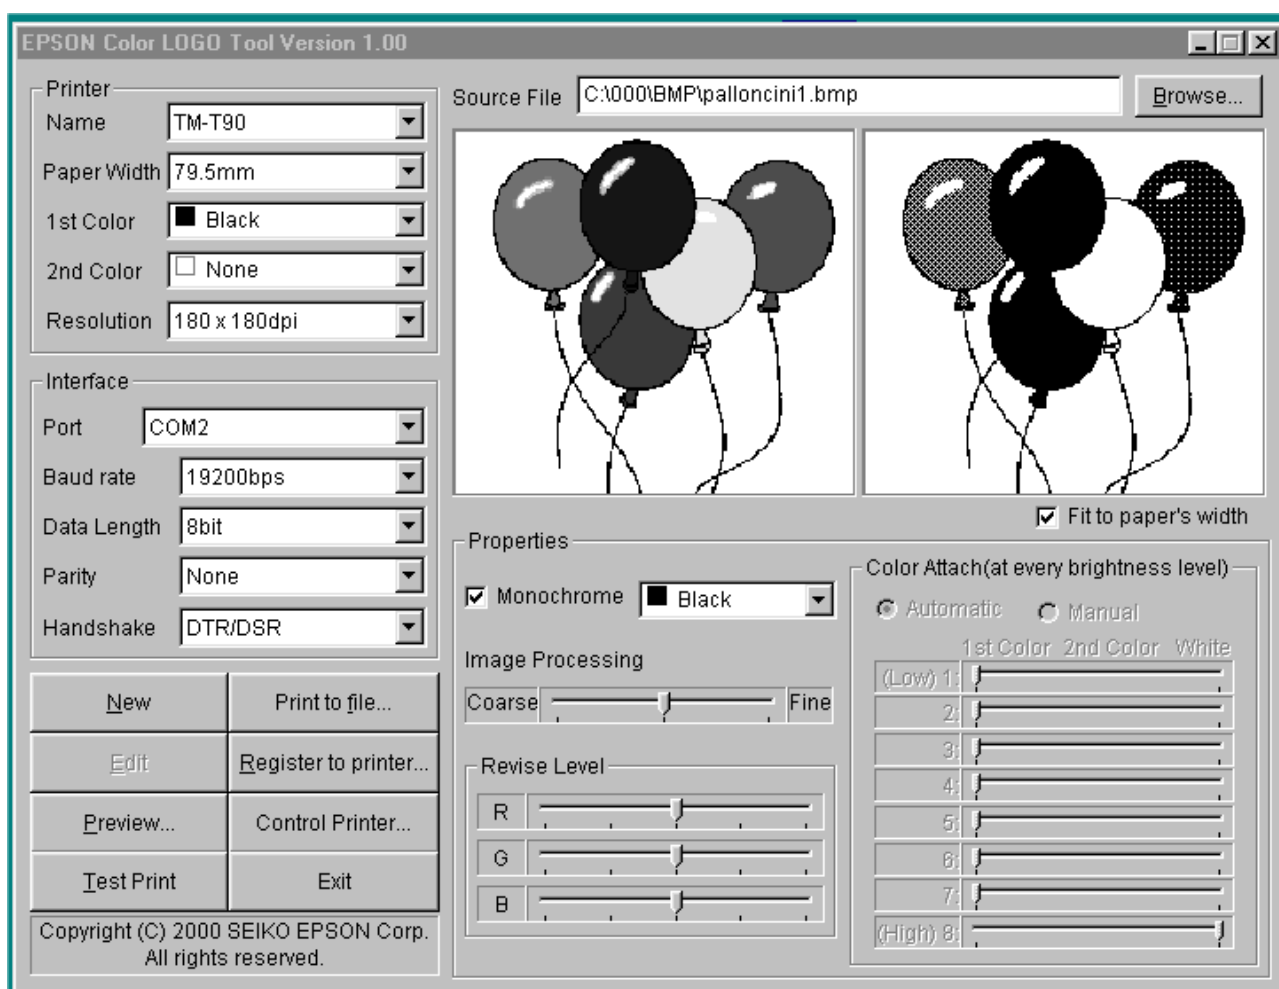 EPSON Color LOGO Tool Version 1.00
Printer
Name TM-T90
Paper Width 79.5mm
1st Color Black
2nd Color None
Resolution 180 x 180dpi
Interface
Port COM2
Baud rate 19200bps
Data Length 8bit
Parity None
Handshake DTR/DSR
New Print to file...
Edit Register to printer...
Preview... Control Printer...
Test Print Exit
Copyright (C) 2000 SEIKO EPSON Corp.
All rights reserved.
Source File C:\000\BMP\palloncini1.bmp Browse...
Fit to paper's width
Properties
Monochrome Black
Image Processing
Coarse Fine
Revise Level
R
G
B
Color Attach(at every brightness level)
Automatic Manual
1st Color 2nd Color White
(Low) 1:
2:
3:
4:
5:
6:
7:
(High) 8: